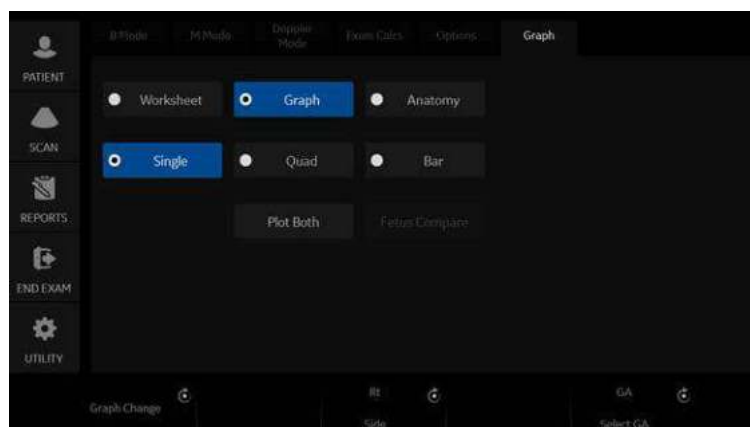 B Mode M Mode Doppler Mode Exam Calcs Options Graph
PATIENT
Worksheet Graph Anatomy
SCAN
Single Quad Bar
REPORTS
Plot Both Fetus Compare
END EXAM
UTILITY
Rt GA
Graph Change Side Select GA